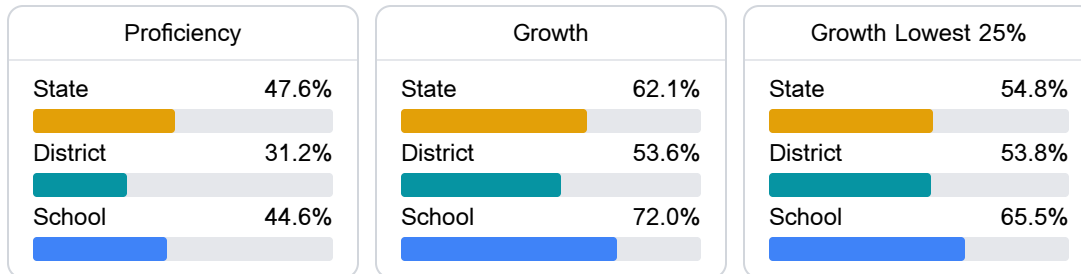 Proficiency
State 47.6%
District 31.2%
School 44.6%
Growth
State 62.1%
District 53.6%
School 72.0%
Growth Lowest 25%
State 54.8%
District 53.8%
School 65.5%